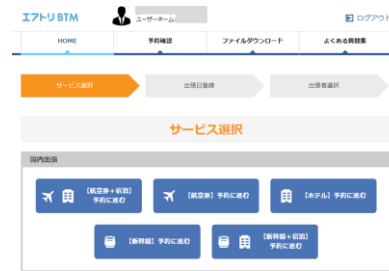 エアトリ BTM
ユーザーネーム
ログアウト
HOME
予約確認
ファイルダウンロード
よくある質問集
サービス選択
出張日登録
出張者選択
サービス選択
国内出張
【航空券+宿泊】
予約に進む
【航空券】予約に進む
【ホテル】予約に進む
【新幹線】予約に進む
【新幹線+宿泊】
予約に進む